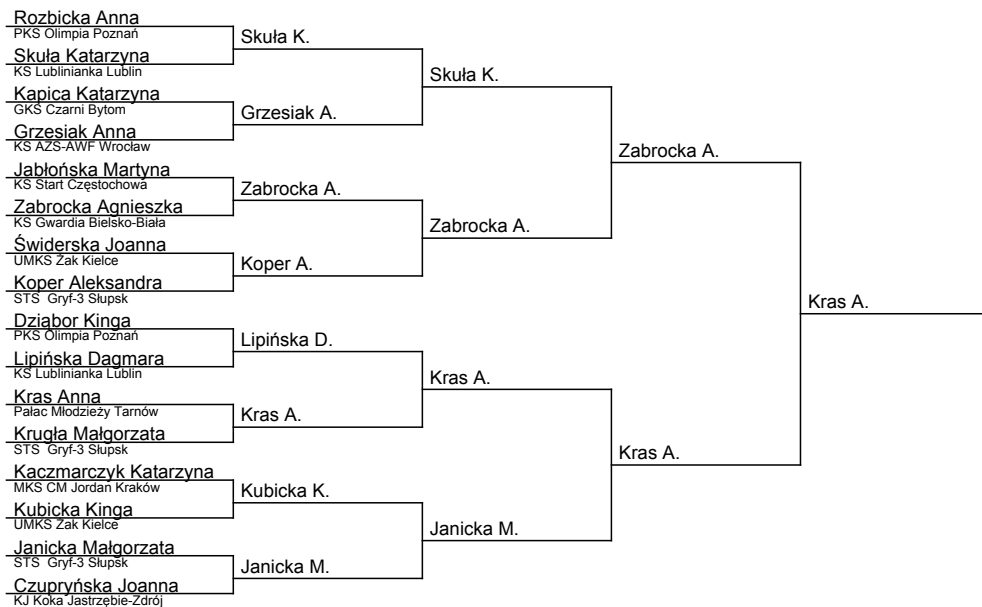 Rozbicka Anna
PKS Olimpia Poznań
Skuła Katarzyna
KS Lublinianka Lublin
Kapica Katarzyna
GKS Czarni Bytom
Grzesiak Anna
KS AZS-AWF Wrocław
Jabłońska Martyna
KS Start Częstochowa
Zabrocka Agnieszka
KS Gwardia Bielsko-Biała
Świderska Joanna
UMKS Żak Kielce
Koper Aleksandra
STS Gryf-3 Słupsk
Dziąbor Kinga
PKS Olimpia Poznań
Lipińska Dagmara
KS Lublinianka Lublin
Kras Anna
Pałac Młodzieży Tarnów
Krugła Małgorzata
STS Gryf-3 Słupsk
Kaczmarczyk Katarzyna
MKS CM Jordan Kraków
Kubicka Kinga
UMKS Żak Kielce
Janicka Małgorzata
STS Gryf-3 Słupsk
Czupryńska Joanna
KJ Koka Jastrzębie-Zdrój
Skuła K.
Grzesiak A.
Zabrocka A.
Koper A.
Lipińska D.
Kras A.
Kubicka K.
Janicka M.
Skuła K.
Zabrocka A.
Kras A.
Janicka M.
Zabrocka A.
Kras A.
Kras A.